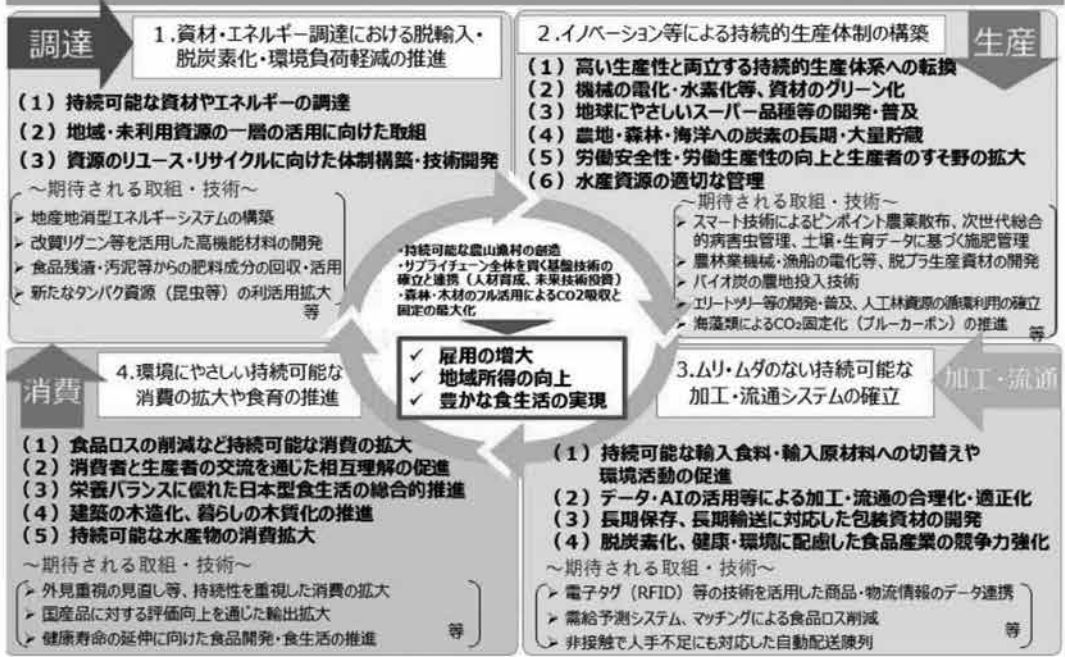 調達
1.資材・エネルギー調達における脱輸入・
脱炭素化・環境負荷軽減の推進
（1）持続可能な資材やエネルギーの調達
（2）地域・未利用資源の一層の活用に向けた取組
（3）資源のリユース・リサイクルに向けた体制構築・技術開発
～期待される取組・技術～
➢ 地産地消型エネルギーシステムの構築
➢ 改質リグニン等を活用した高機能材料の開発
➢ 食品残渣・汚泥等からの肥料成分の回収・活用
➢ 新たなタンパク資源（昆虫等）の利活用拡大
等
2.イノベーション等による持続的生産体制の構築
生産
（1）高い生産性と両立する持続的生産体系への転換
（2）機械の電化・水素化等、資材のグリーン化
（3）地球にやさしいスーパー品種等の開発・普及
（4）農地・森林・海洋への炭素の長期・大量貯蔵
（5）労働安全性・労働生産性の向上と生産者のすそ野の拡大
（6）水産資源の適切な管理
～期待される取組・技術～
➢ スマート技術によるピンポイント農薬散布、次世代総合
的病害虫管理、土壌・生育データに基づく施肥管理
➢ 農林業機械・漁船の電化等、脱プラ生産資材の開発
➢ バイオ炭の農地投入技術
➢ エリートツリー等の開発・普及、人工林資源の循環利用の確立
➢ 海藻類によるCO₂固定化（ブルーカーボン）の推進
等
・持続可能な農山漁村の創造
・サプライチェーン全体を貫く基盤技術の
確立と連携（人材育成、未来技術投資）
・森林・木材のフル活用によるCO2吸収と
固定の最大化
✓ 雇用の増大
✓ 地域所得の向上
✓ 豊かな食生活の実現
消費
4.環境にやさしい持続可能な
消費の拡大や食育の推進
（1）食品ロスの削減など持続可能な消費の拡大
（2）消費者と生産者の交流を通じた相互理解の促進
（3）栄養バランスに優れた日本型食生活の総合的推進
（4）建築の木造化、暮らしの木質化の推進
（5）持続可能な水産物の消費拡大
～期待される取組・技術～
➢ 外見重視の見直し等、持続性を重視した消費の拡大
➢ 国産品に対する評価向上を通じた輸出拡大
➢ 健康寿命の延伸に向けた食品開発・食生活の推進
等
3.ムリ・ムダのない持続可能な
加工・流通システムの確立
加工・流通
（1）持続可能な輸入食料・輸入原材料への切替えや
環境活動の促進
（2）データ・AIの活用等による加工・流通の合理化・適正化
（3）長期保存、長期輸送に対応した包装資材の開発
（4）脱炭素化、健康・環境に配慮した食品産業の競争力強化
～期待される取組・技術～
➢ 電子タグ（RFID）等の技術を活用した商品・物流情報のデータ連携
➢ 需給予測システム、マッチングによる食品ロス削減
➢ 非接触で人手不足にも対応した自動配送陳列
等